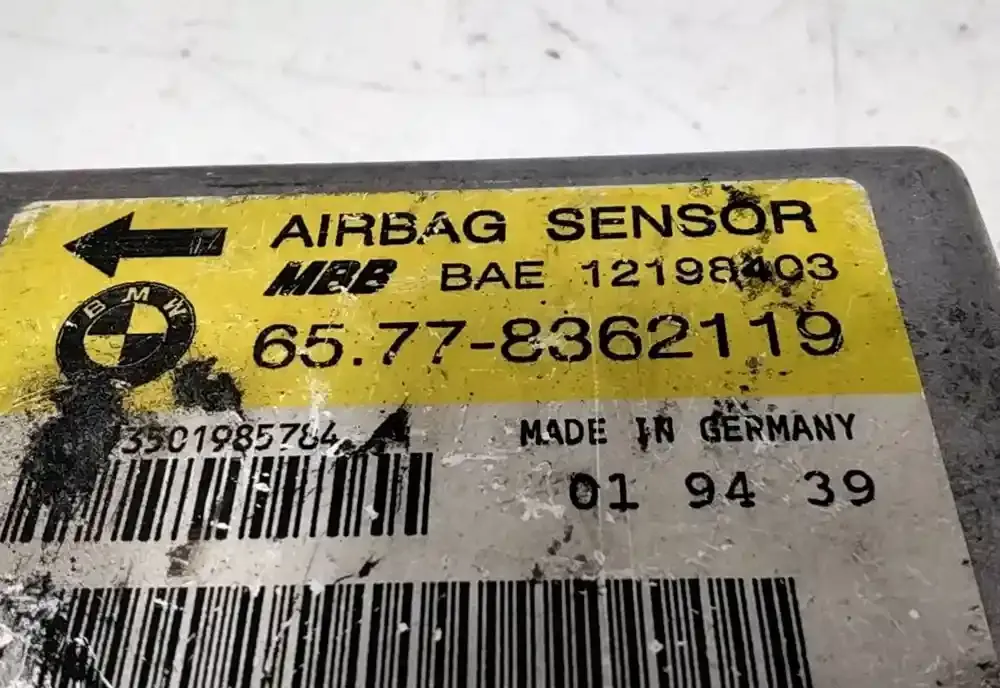 AIRBAG SENSOR
MBB BAE 12198403
BMW
65.77-8362119
3501985784
MADE IN GERMANY
01 94 39